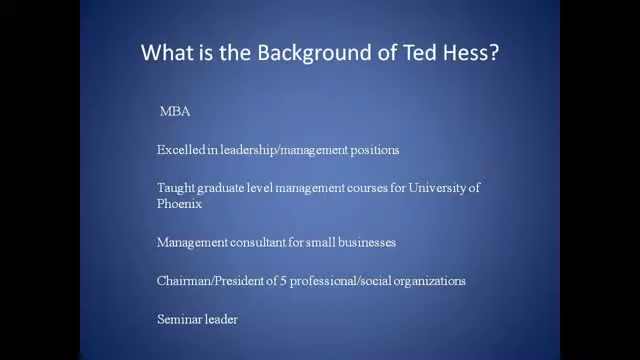 What is the Background of Ted Hess?
MBA
Excelled in leadership/management positions
Taught graduate level management courses for University of
Phoenix
Management consultant for small businesses
Chairman/President of 5 professional/social organizations
Seminar leader